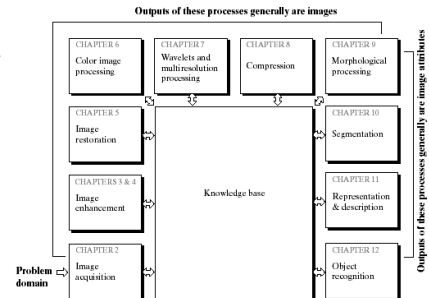 Outputs of these processes generally are images
CHAPTER 6
Color image
processing
CHAPTER 7
Wavelets and
multiresolution
processing
CHAPTER 8
Compression
CHAPTER 9
Morphological
processing
CHAPTER 5
Image
restoration
CHAPTERS 3 & 4
Image
enhancement
CHAPTER 2
Image
acquisition
Problem
domain
Knowledge base
CHAPTER 10
Segmentation
CHAPTER 11
Representation
& description
CHAPTER 12
Object
recognition
Outputs of these processes generally are image attributes